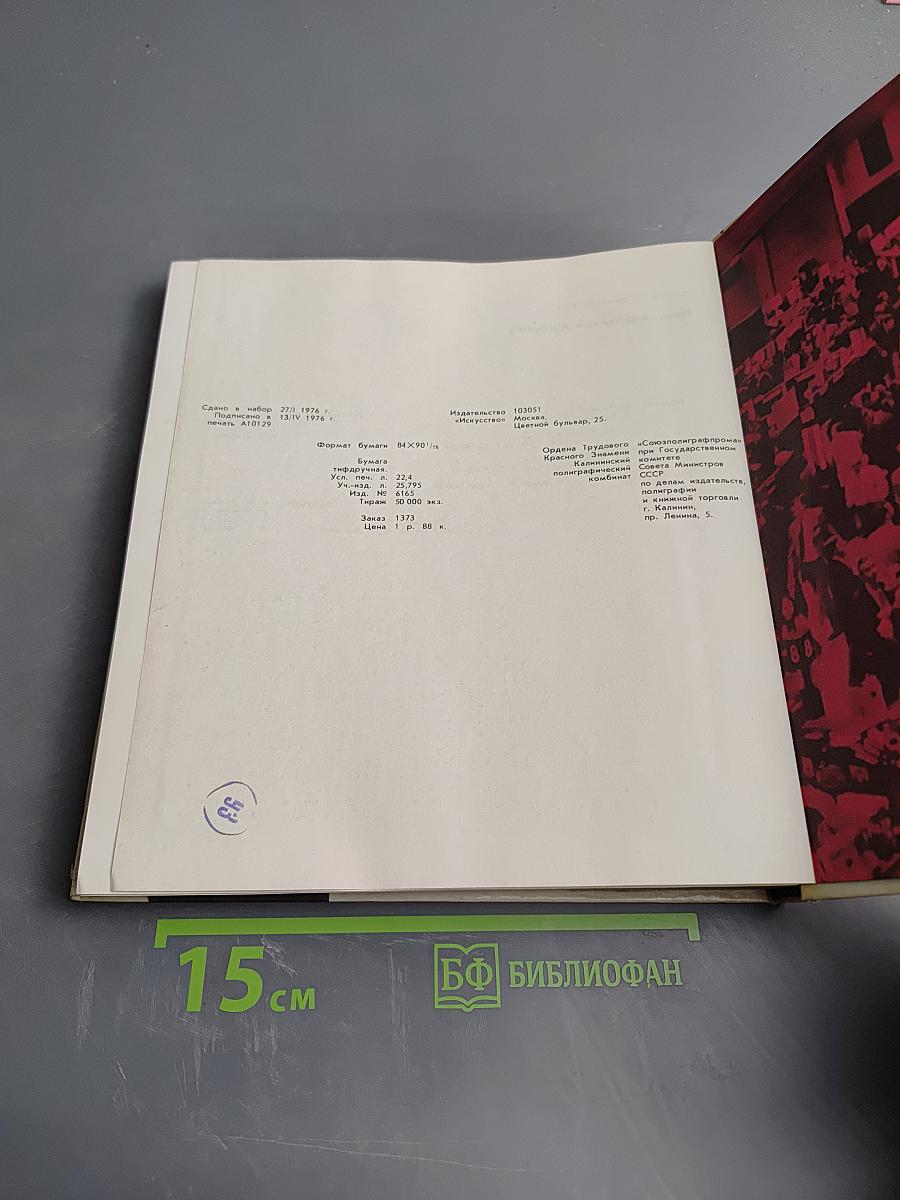 Сдано в набор 27/I 1976 г.
Подписано в 13/IV 1976 г.
печать А10129
Формат бумаги 84×90¹/₁₆
Бумага
тифдручная.
Усл. печ. л. 22,4
Уч.-изд. л. 25,795
Изд. № 6165
Тираж 50 000 экз.
Заказ 1373
Цена 1 р. 88 к.
Издательство 103051
«Искусство» Москва,
Цветной бульвар, 25.
Ордена Трудового «Союзполиграфпрома»
Красного Знамени при Государственном
Калининский комитете
полиграфический Совета Министров
комбинат СССР
по делам издательств,
полиграфии
и книжной торговли
г. Калинин,
пр. Ленина, 5.
88
15 см
БФ БИБЛИОФАН